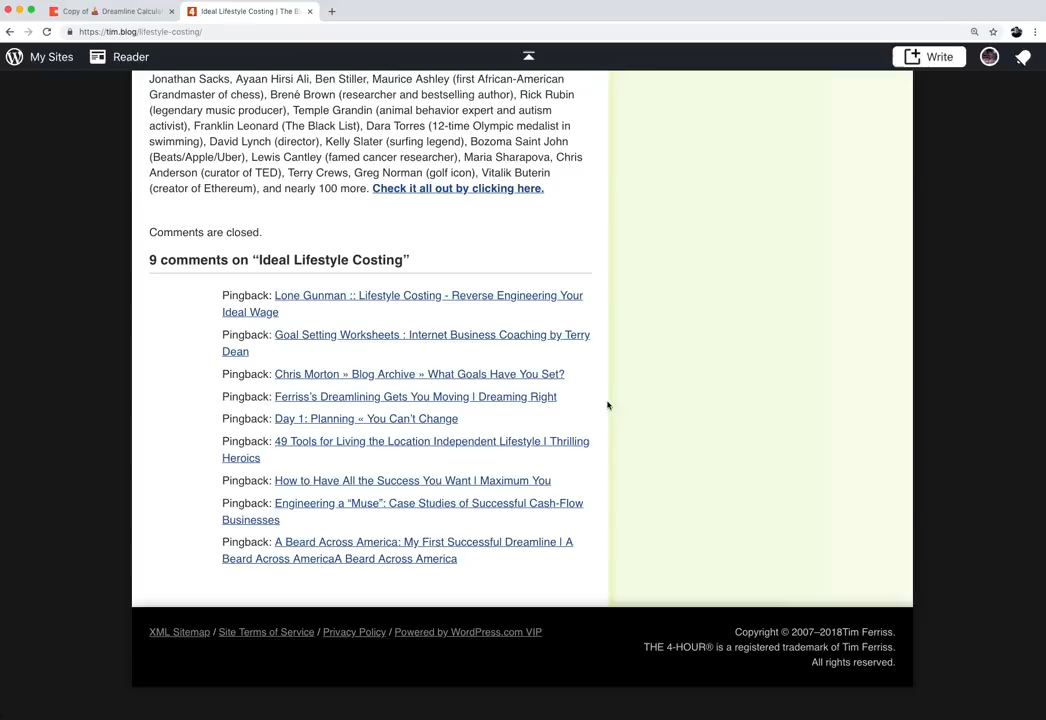 Copy of 🏔 Dreamline Calcula
Ideal Lifestyle Costing | The B
https://tim.blog/lifestyle-costing/
My Sites
Reader
Write
Jonathan Sacks, Ayaan Hirsi Ali, Ben Stiller, Maurice Ashley (first African-American
Grandmaster of chess), Brené Brown (researcher and bestselling author), Rick Rubin
(legendary music producer), Temple Grandin (animal behavior expert and autism
activist), Franklin Leonard (The Black List), Dara Torres (12-time Olympic medalist in
swimming), David Lynch (director), Kelly Slater (surfing legend), Bozoma Saint John
(Beats/Apple/Uber), Lewis Cantley (famed cancer researcher), Maria Sharapova, Chris
Anderson (curator of TED), Terry Crews, Greg Norman (golf icon), Vitalik Buterin
(creator of Ethereum), and nearly 100 more. Check it all out by clicking here.
Comments are closed.
9 comments on “Ideal Lifestyle Costing”
Pingback: Lone Gunman :: Lifestyle Costing - Reverse Engineering Your
Ideal Wage
Pingback: Goal Setting Worksheets : Internet Business Coaching by Terry
Dean
Pingback: Chris Morton » Blog Archive » What Goals Have You Set?
Pingback: Ferriss’s Dreamlining Gets You Moving | Dreaming Right
Pingback: Day 1: Planning « You Can’t Change
Pingback: 49 Tools for Living the Location Independent Lifestyle | Thrilling
Heroics
Pingback: How to Have All the Success You Want | Maximum You
Pingback: Engineering a “Muse”: Case Studies of Successful Cash-Flow
Businesses
Pingback: A Beard Across America: My First Successful Dreamline | A
Beard Across AmericaA Beard Across America
XML Sitemap / Site Terms of Service / Privacy Policy / Powered by WordPress.com VIP
Copyright © 2007–2018Tim Ferriss.
THE 4-HOUR® is a registered trademark of Tim Ferriss.
All rights reserved.